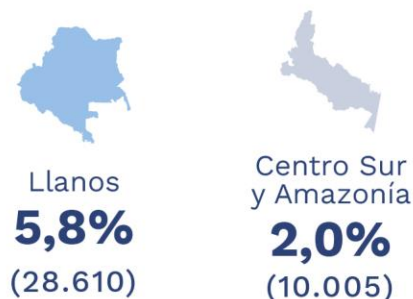 Llanos
5,8%
(28.610)
Centro Sur
y Amazonía
2,0%
(10.005)